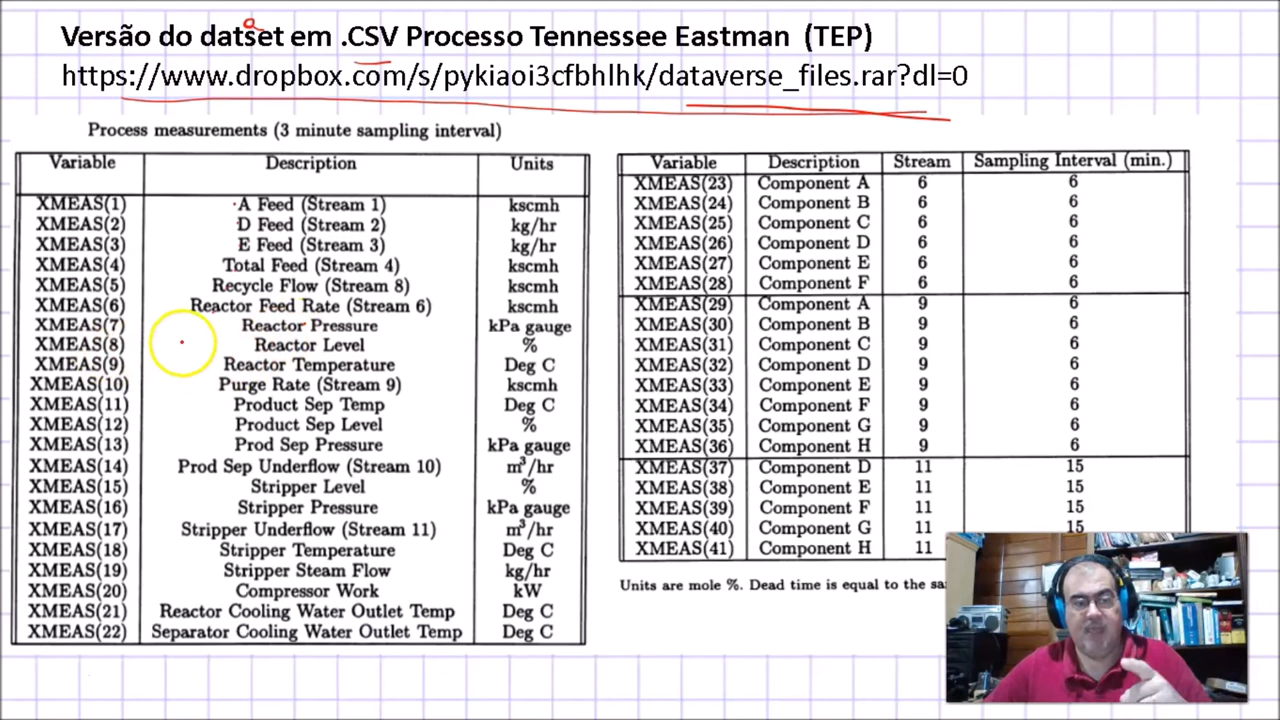 Versão do datset em .CSV Processo Tennessee Eastman (TEP)
a
https://www.dropbox.com/s/pykiaoi3cfbhlhk/dataverse_files.rar?dl=0
Process measurements (3 minute sampling interval)
Variable Description Units
XMEAS(1) A Feed (Stream 1) kscmh
XMEAS(2) D Feed (Stream 2) kg/hr
XMEAS(3) E Feed (Stream 3) kg/hr
XMEAS(4) Total Feed (Stream 4) kscmh
XMEAS(5) Recycle Flow (Stream 8) kscmh
XMEAS(6) Reactor Feed Rate (Stream 6) kscmh
XMEAS(7) Reactor Pressure kPa gauge
XMEAS(8) Reactor Level %
XMEAS(9) Reactor Temperature Deg C
XMEAS(10) Purge Rate (Stream 9) kscmh
XMEAS(11) Product Sep Temp Deg C
XMEAS(12) Product Sep Level %
XMEAS(13) Prod Sep Pressure kPa gauge
XMEAS(14) Prod Sep Underflow (Stream 10) m³/hr
XMEAS(15) Stripper Level %
XMEAS(16) Stripper Pressure kPa gauge
XMEAS(17) Stripper Underflow (Stream 11) m³/hr
XMEAS(18) Stripper Temperature Deg C
XMEAS(19) Stripper Steam Flow kg/hr
XMEAS(20) Compressor Work kW
XMEAS(21) Reactor Cooling Water Outlet Temp Deg C
XMEAS(22) Separator Cooling Water Outlet Temp Deg C
Variable Description Stream Sampling Interval (min.)
XMEAS(23) Component A 6 6
XMEAS(24) Component B 6 6
XMEAS(25) Component C 6 6
XMEAS(26) Component D 6 6
XMEAS(27) Component E 6 6
XMEAS(28) Component F 6 6
XMEAS(29) Component A 9 6
XMEAS(30) Component B 9 6
XMEAS(31) Component C 9 6
XMEAS(32) Component D 9 6
XMEAS(33) Component E 9 6
XMEAS(34) Component F 9 6
XMEAS(35) Component G 9 6
XMEAS(36) Component H 9 6
XMEAS(37) Component D 11 15
XMEAS(38) Component E 11 15
XMEAS(39) Component F 11 15
XMEAS(40) Component G 11 15
XMEAS(41) Component H 11
Units are mole %. Dead time is equal to the sa